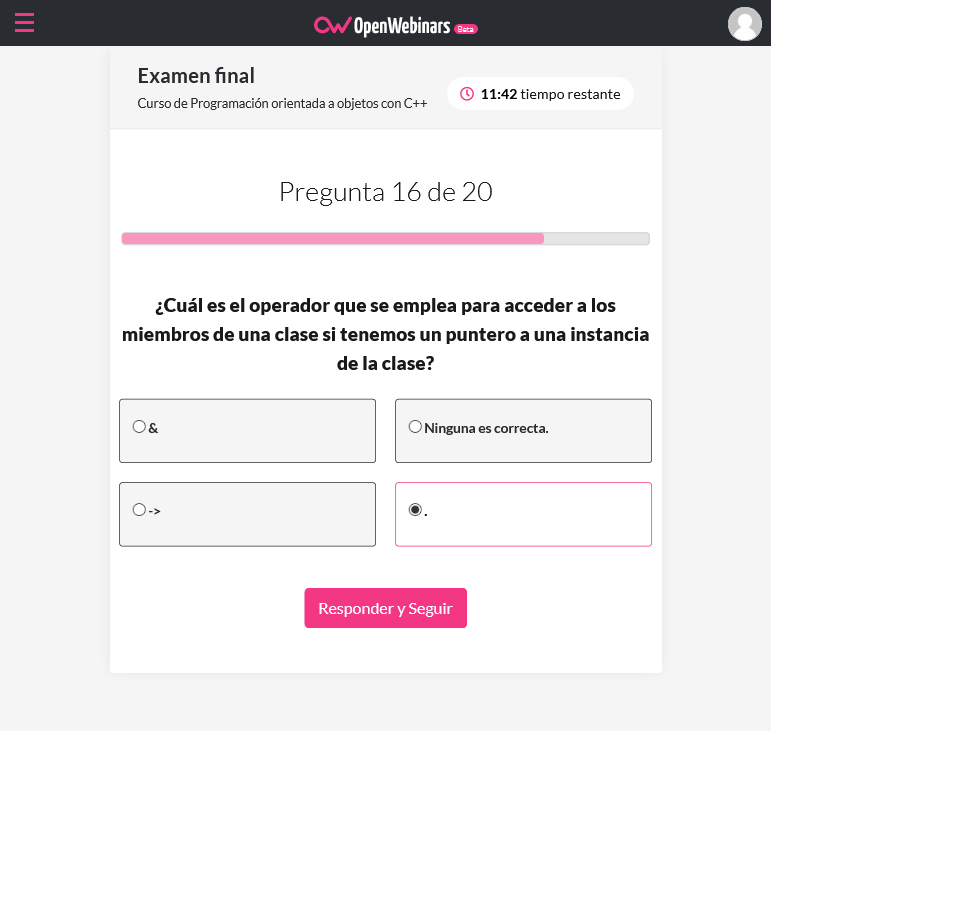 OpenWebinars Beta
Examen final
Curso de Programación orientada a objetos con C++
11:42 tiempo restante
Pregunta 16 de 20
¿Cuál es el operador que se emplea para acceder a los
miembros de una clase si tenemos un puntero a una instancia
de la clase?
&
Ninguna es correcta.
->
.
Responder y Seguir